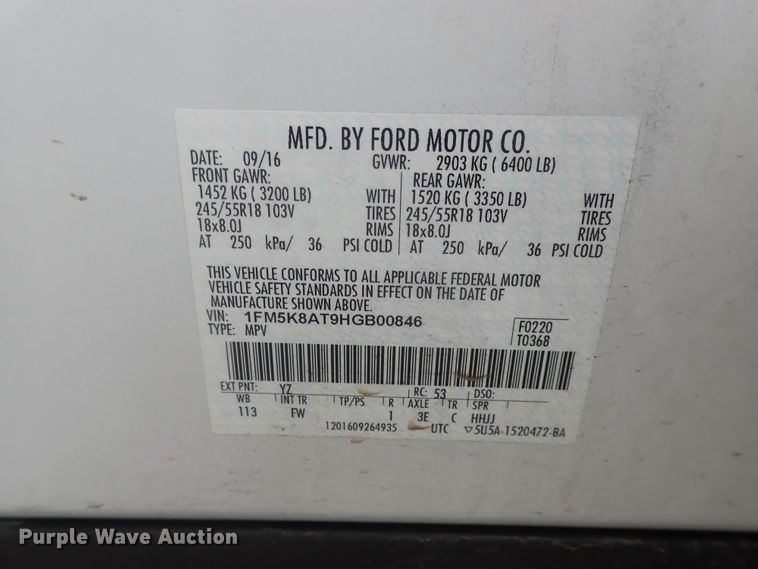 MFD. BY FORD MOTOR CO.
DATE: 09/16 GVWR: 2903 KG ( 6400 LB)
FRONT GAWR: REAR GAWR:
1452 KG ( 3200 LB) WITH 1520 KG ( 3350 LB) WITH
245/55R18 103V TIRES 245/55R18 103V TIRES
18x8.0J RIMS 18x8.0J RIMS
AT 250 kPa/ 36 PSI COLD AT 250 kPa/ 36 PSI COLD
THIS VEHICLE CONFORMS TO ALL APPLICABLE FEDERAL MOTOR
VEHICLE SAFETY STANDARDS IN EFFECT ON THE DATE OF
MANUFACTURE SHOWN ABOVE.
VIN: 1FM5K8AT9HGB00846 F0220
TYPE: MPV T0368
EXT PNT: YZ RC: 53 DSO:
WB INT TR TP/PS R AXLE TR SPR
113 FW 1 3E C HHJJ
1201609264935 UTC ▽5U5A-1520472-BA
Purple Wave Auction